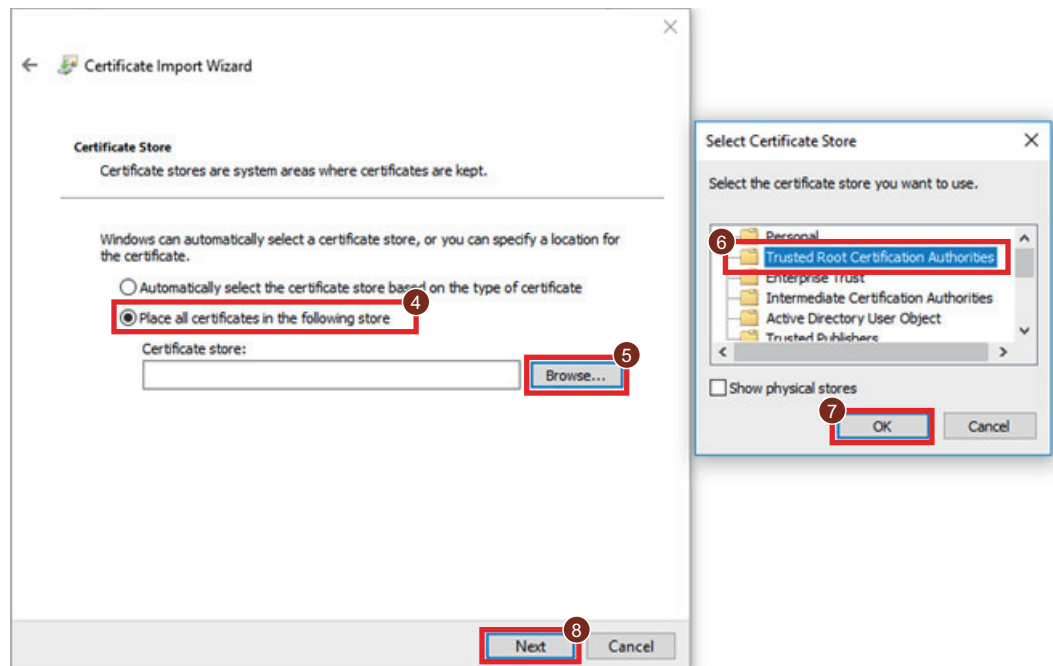 Certificate Import Wizard
Certificate Store
Certificate stores are system areas where certificates are kept.
Windows can automatically select a certificate store, or you can specify a location for
the certificate.
Automatically select the certificate store based on the type of certificate
4
Place all certificates in the following store
Certificate store:
5
Browse...
8
Next
Cancel
Select Certificate Store
Select the certificate store you want to use.
Personal
6
Trusted Root Certification Authorities
Enterprise Trust
Intermediate Certification Authorities
Active Directory User Object
Trusted Publishers
Show physical stores
7
OK
Cancel